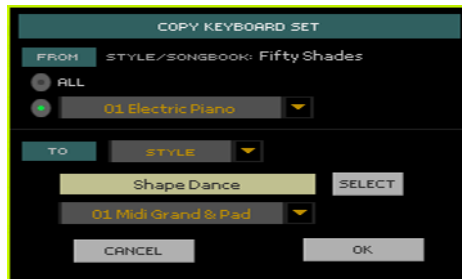 COPY KEYBOARD SET
FROM STYLE/SONGBOOK: Fifty Shades
ALL
01 Electric Piano
TO STYLE
Shape Dance SELECT
01 Midi Grand & Pad
CANCEL OK